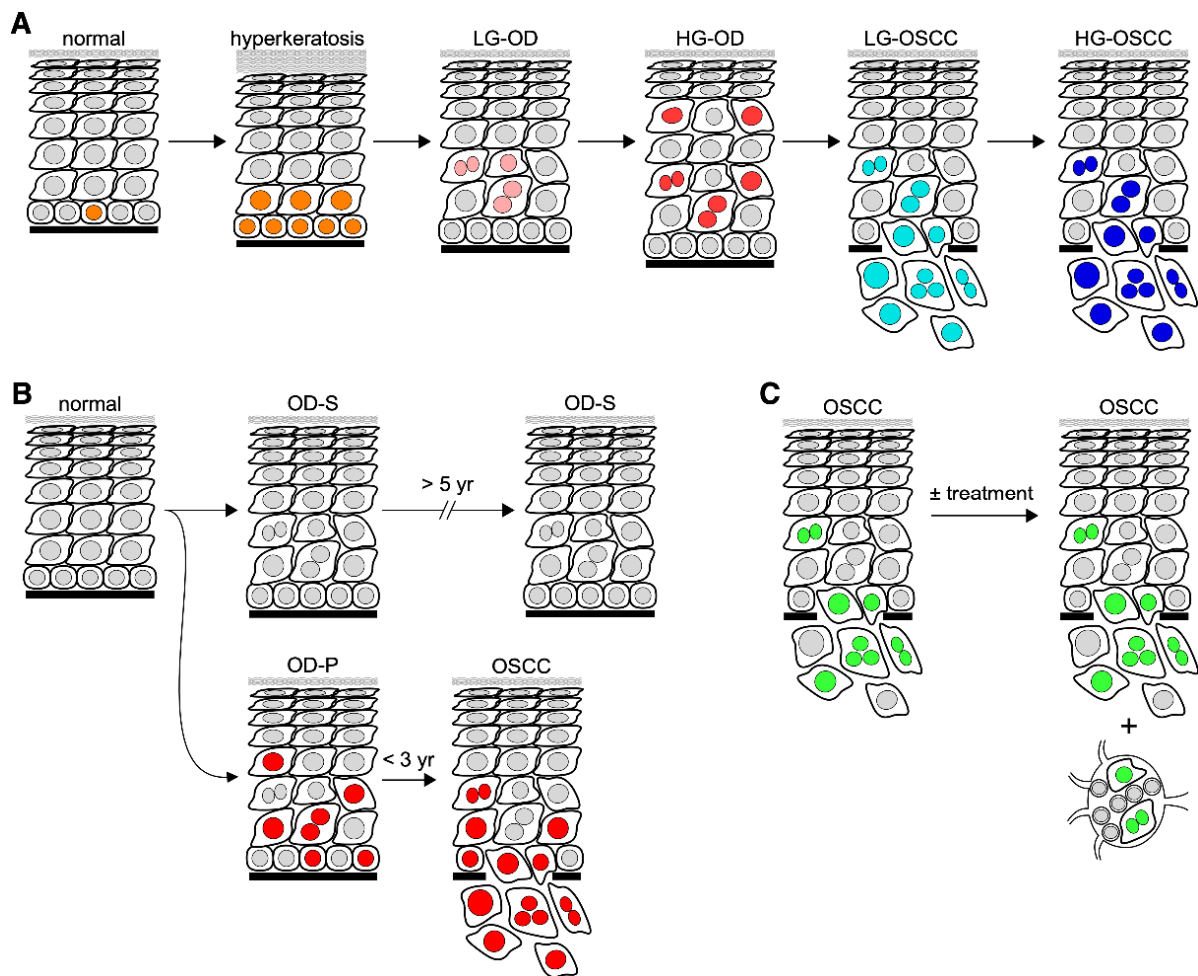 A
normal
hyperkeratosis
LG-OD
HG-OD
LG-OSCC
HG-OSCC
B
normal
OD-S
> 5 yr
OD-S
OD-P
< 3 yr
OSCC
C
OSCC
± treatment
OSCC
+